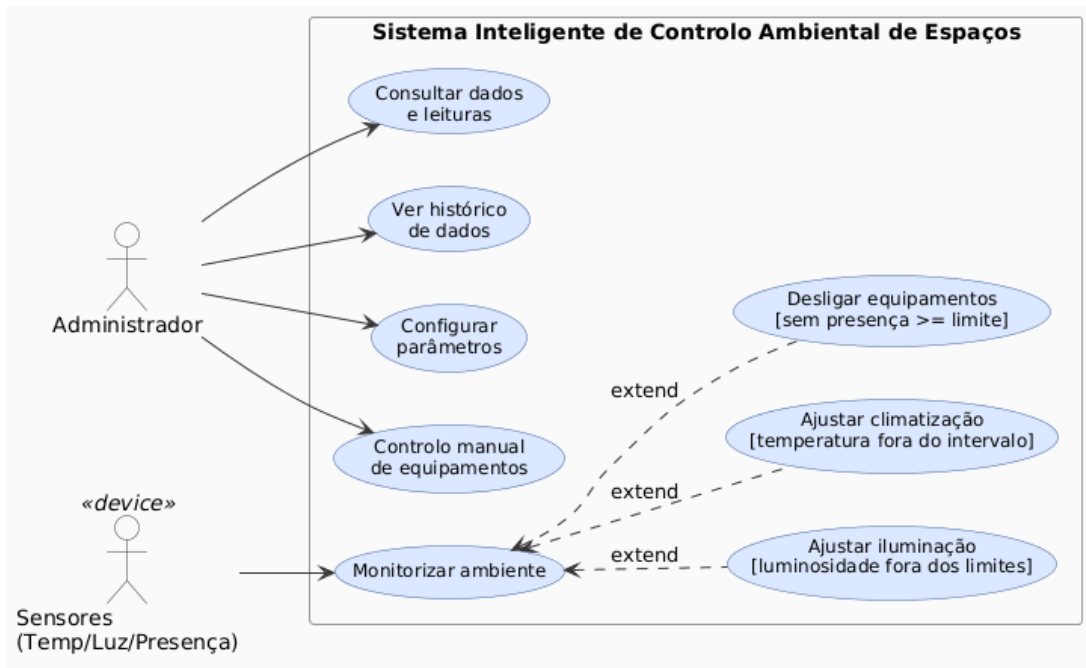 Sistema Inteligente de Controlo Ambiental de Espaços
Consultar dados
e leituras
Ver histórico
de dados
Administrador
Configurar
parâmetros
Controlo manual
de equipamentos
Desligar equipamentos
[sem presença >= limite]
extend
Ajustar climatização
[temperatura fora do intervalo]
extend
«device»
Sensores
(Temp/Luz/Presença)
Monitorizar ambiente
extend
Ajustar iluminação
[luminosidade fora dos limites]